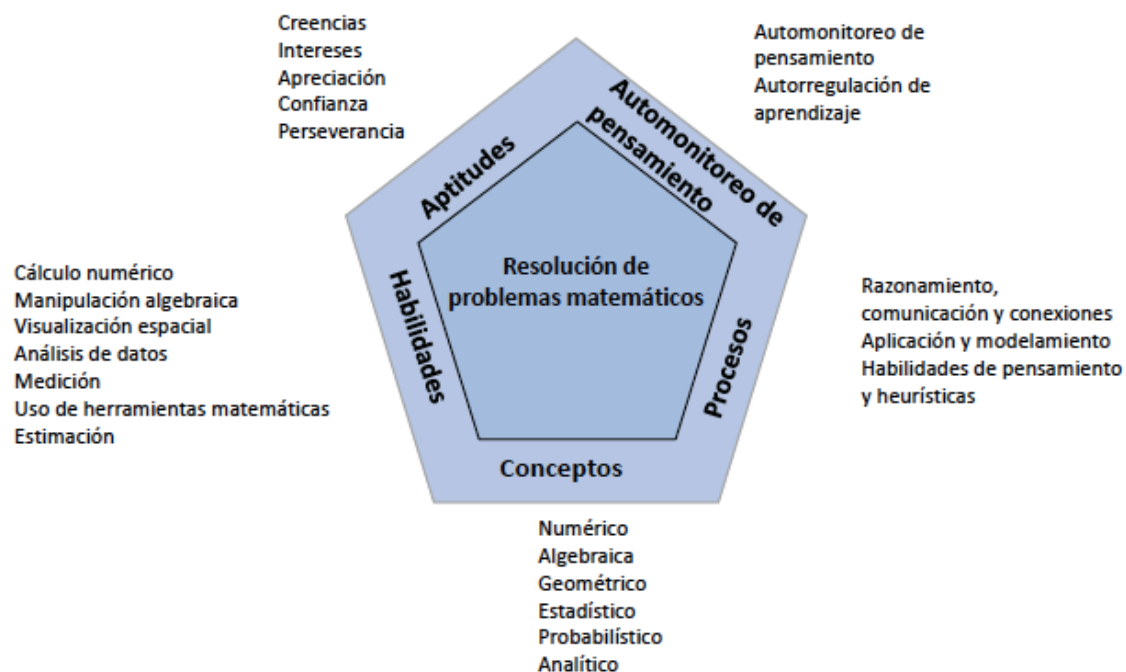 Creencias
Intereses
Apreciación
Confianza
Perseverancia
Automonitoreo de
pensamiento
Autorregulación de
aprendizaje
Aptitudes
Automonitoreo de
pensamiento
Resolución de
problemas matemáticos
Habilidades
Procesos
Conceptos
Cálculo numérico
Manipulación algebraica
Visualización espacial
Análisis de datos
Medición
Uso de herramientas matemáticas
Estimación
Razonamiento,
comunicación y conexiones
Aplicación y modelamiento
Habilidades de pensamiento
y heurísticas
Numérico
Algebraica
Geométrico
Estadístico
Probabilístico
Analítico